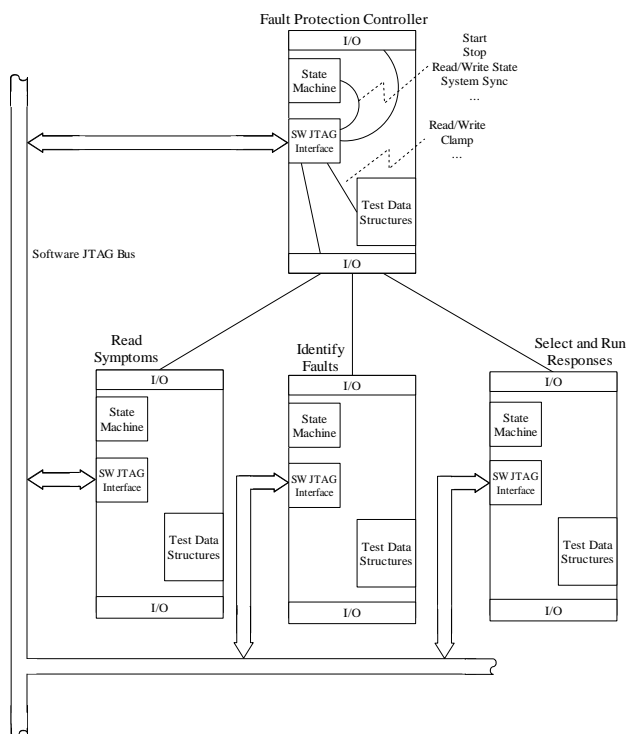 Fault Protection Controller
I/O
State
Machine
SW JTAG
Interface
Test Data
Structures
I/O
Start
Stop
Read/Write State
System Sync
...
Read/Write
Clamp
...
Software JTAG Bus
Read
Symptoms
I/O
State
Machine
SW JTAG
Interface
Test Data
Structures
I/O
Identify
Faults
I/O
State
Machine
SW JTAG
Interface
Test Data
Structures
I/O
Select and Run
Responses
I/O
State
Machine
SW JTAG
Interface
Test Data
Structures
I/O